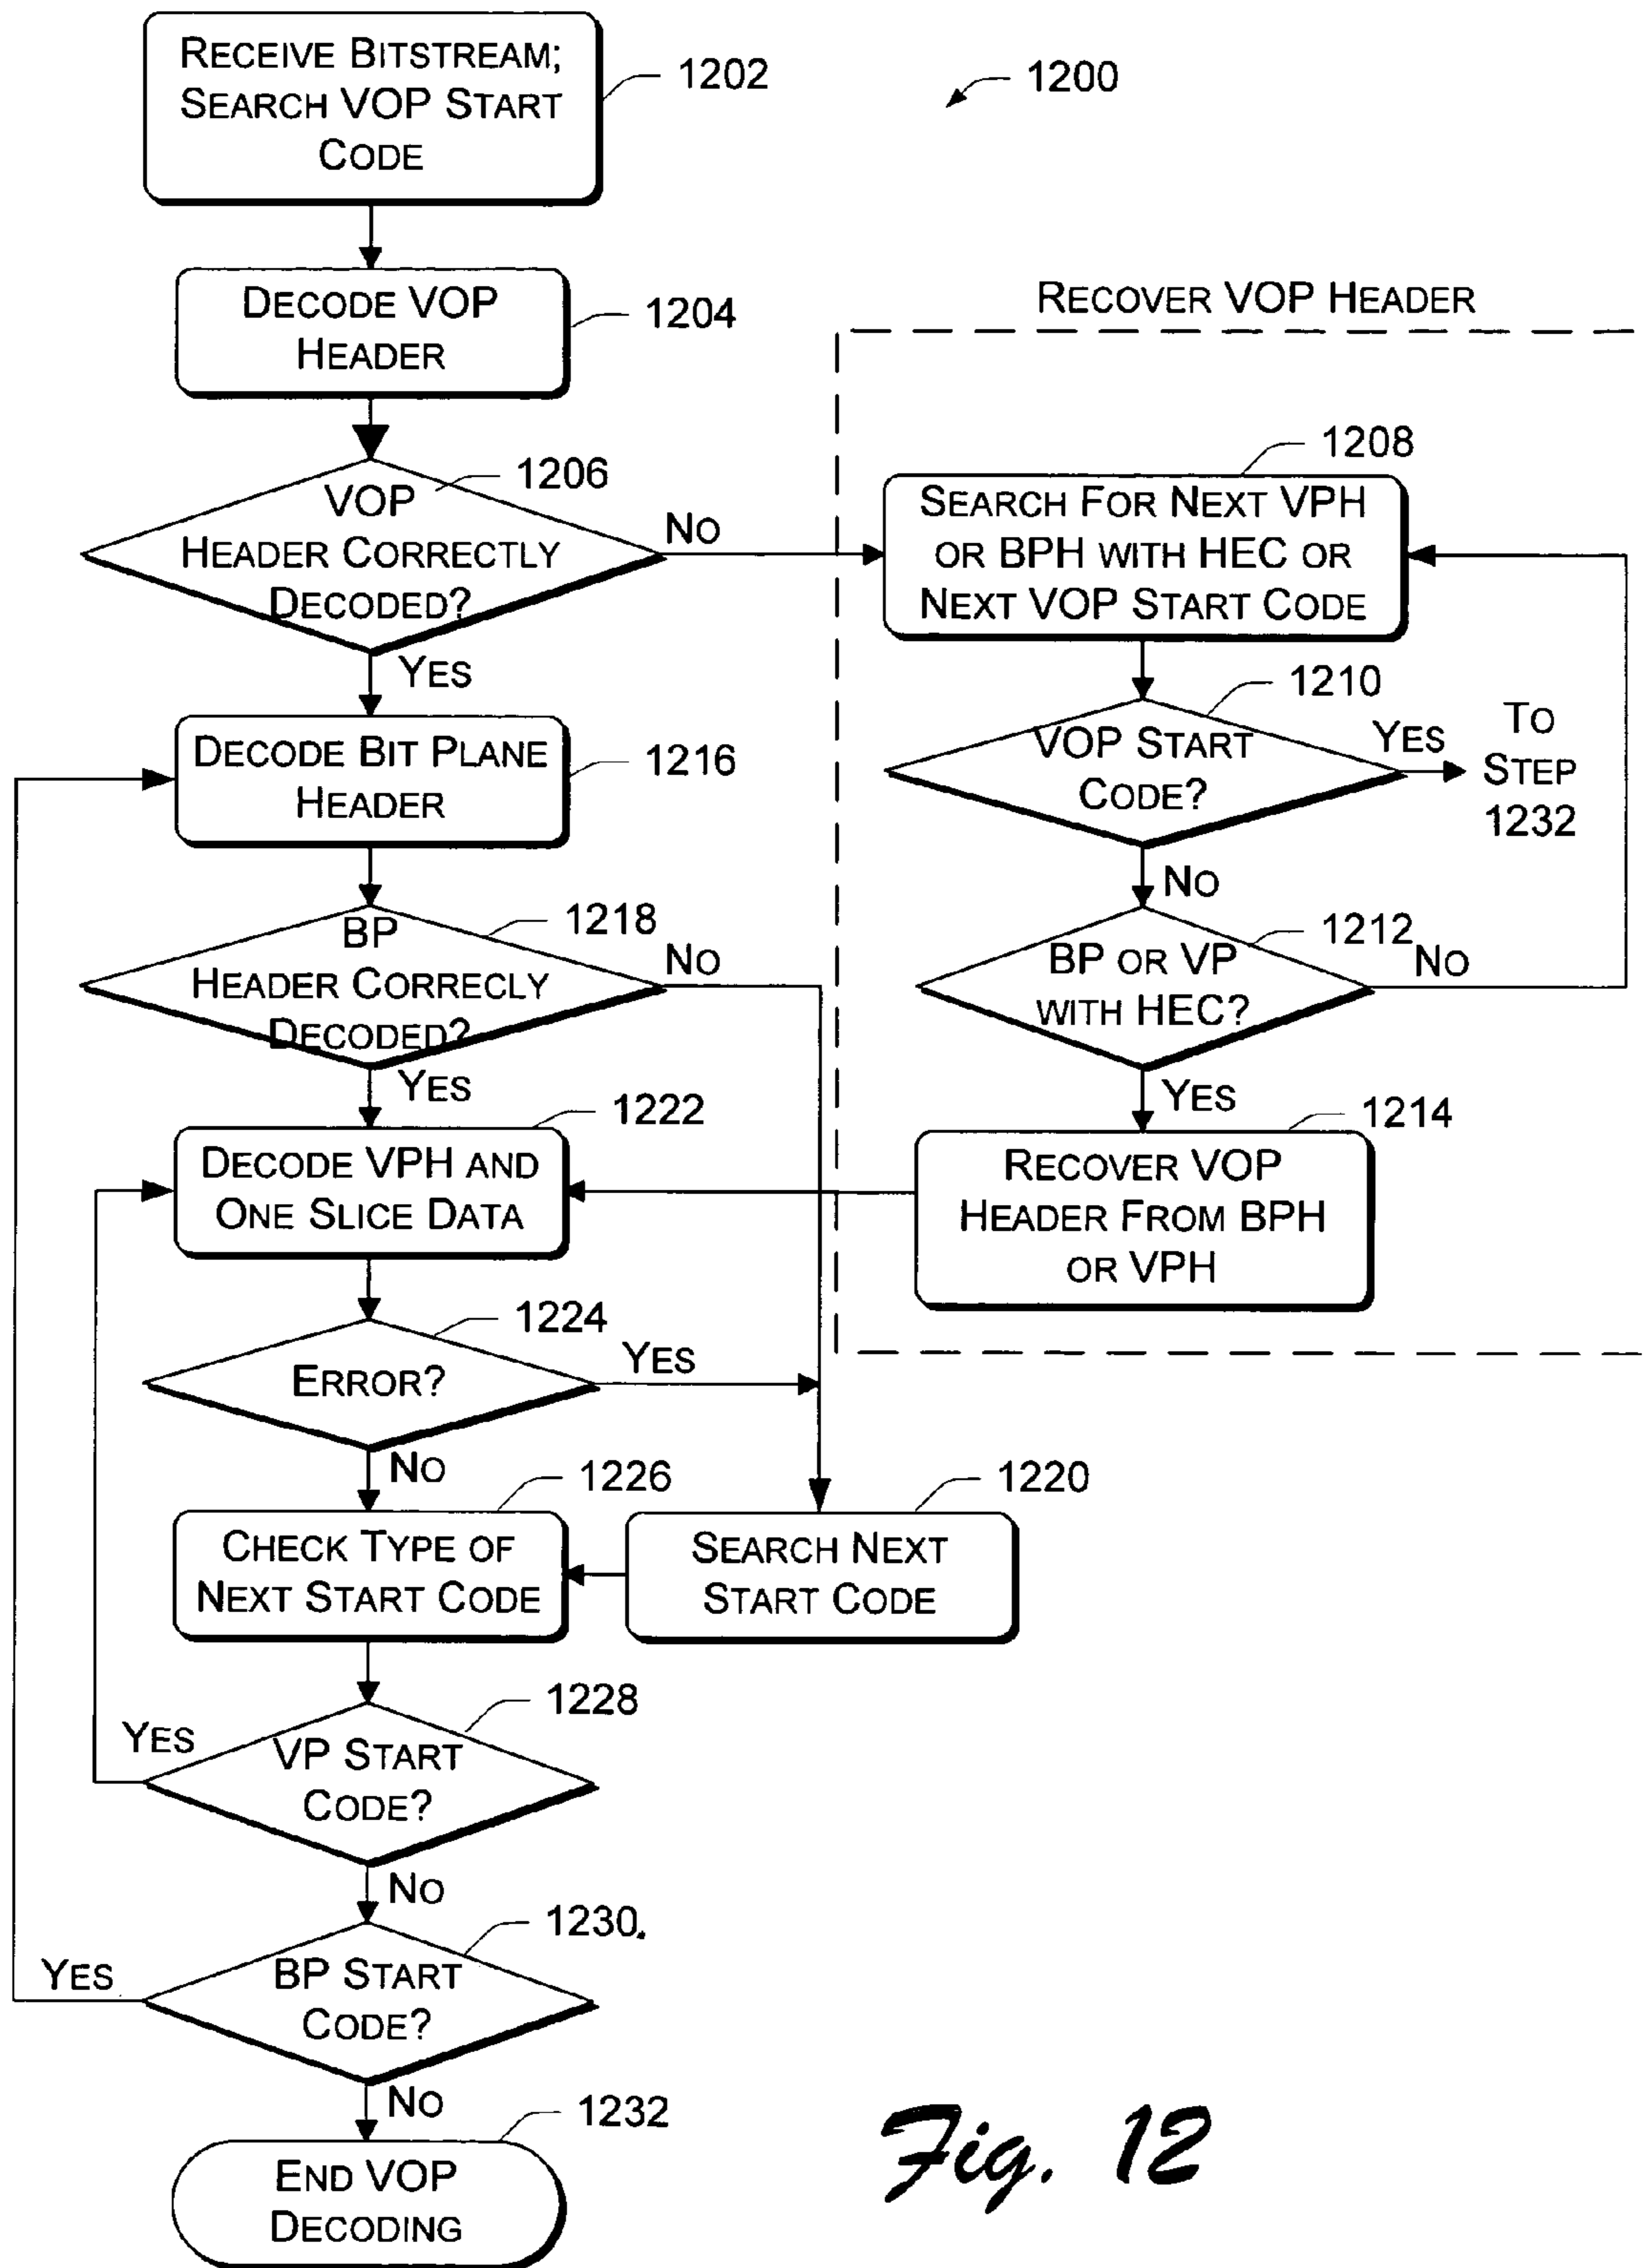 RECEIVE BITSTREAM;
SEARCH VOP START
CODE
1202
1200
DECODE VOP
HEADER
1204
RECOVER VOP HEADER
VOP
HEADER CORRECTLY
DECODED?
1206
NO
YES
1208
SEARCH FOR NEXT VPH
OR BPH WITH HEC OR
NEXT VOP START CODE
1210
VOP START
CODE?
YES
TO
STEP
1232
NO
1212
BP OR VP
WITH HEC?
NO
YES
1214
RECOVER VOP
HEADER FROM BPH
OR VPH
DECODE BIT PLANE
HEADER
1216
BP
HEADER CORRECLY
DECODED?
1218
NO
YES
1222
DECODE VPH AND
ONE SLICE DATA
1224
ERROR?
YES
NO
1226
CHECK TYPE OF
NEXT START CODE
1220
SEARCH NEXT
START CODE
1228
VP START
CODE?
YES
NO
1230.
BP START
CODE?
YES
NO
1232
END VOP
DECODING
Fig. 12